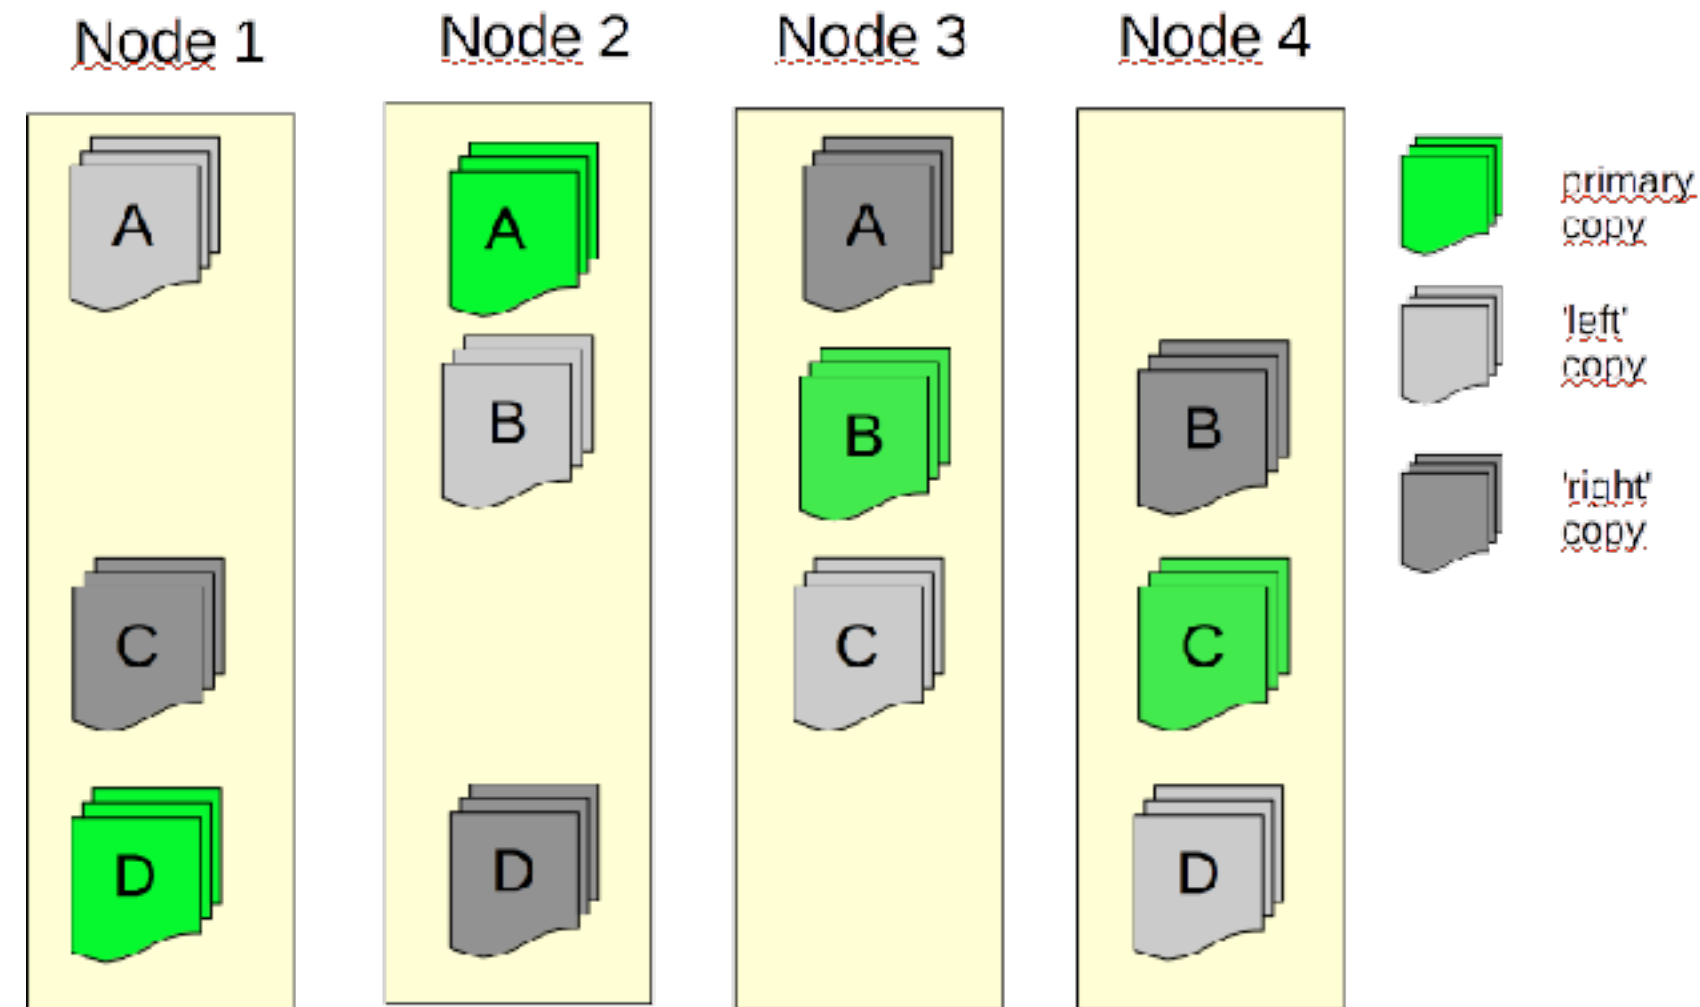 Node 1
Node 2
Node 3
Node 4
A
A
A
primary
copy
B
B
B
'left'
copy
'right'
copy
C
C
C
D
D
D